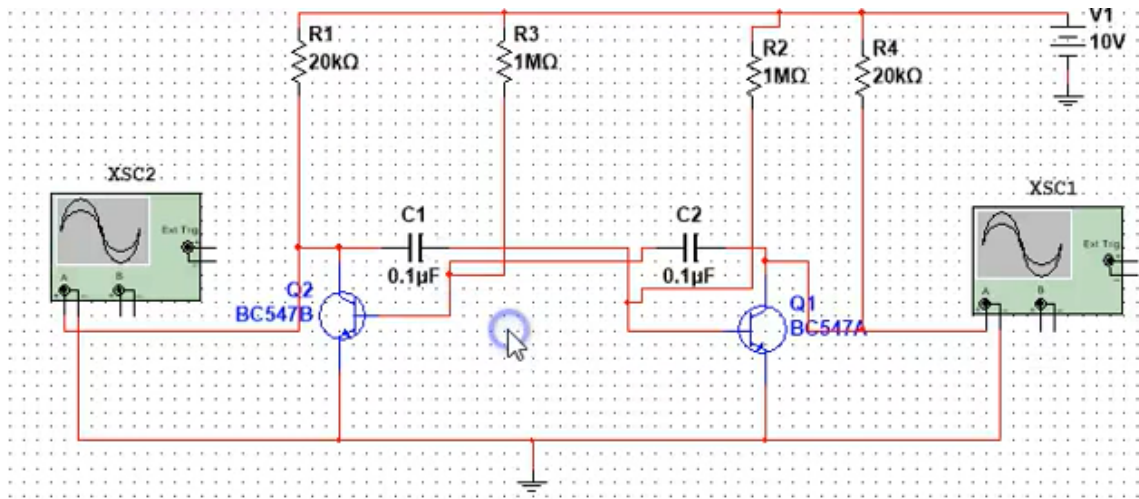 R1
20kΩ
R3
1MΩ
R2
1MΩ
R4
20kΩ
V1
10V
XSC2
Ext Trig
A
B
C1
0.1µF
C2
0.1µF
XSC1
Ext Trig
A
B
Q2
BC547B
Q1
BC547A